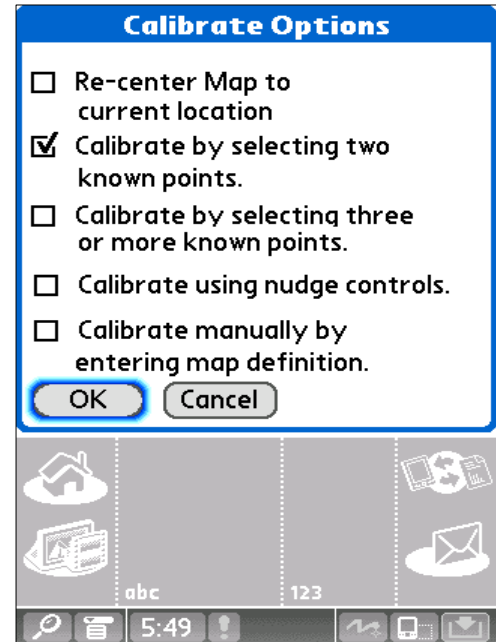 Calibrate Options
Re-center Map to
current location
Calibrate by selecting two
known points.
Calibrate by selecting three
or more known points.
Calibrate using nudge controls.
Calibrate manually by
entering map definition.
OK Cancel
abc 123
5:49